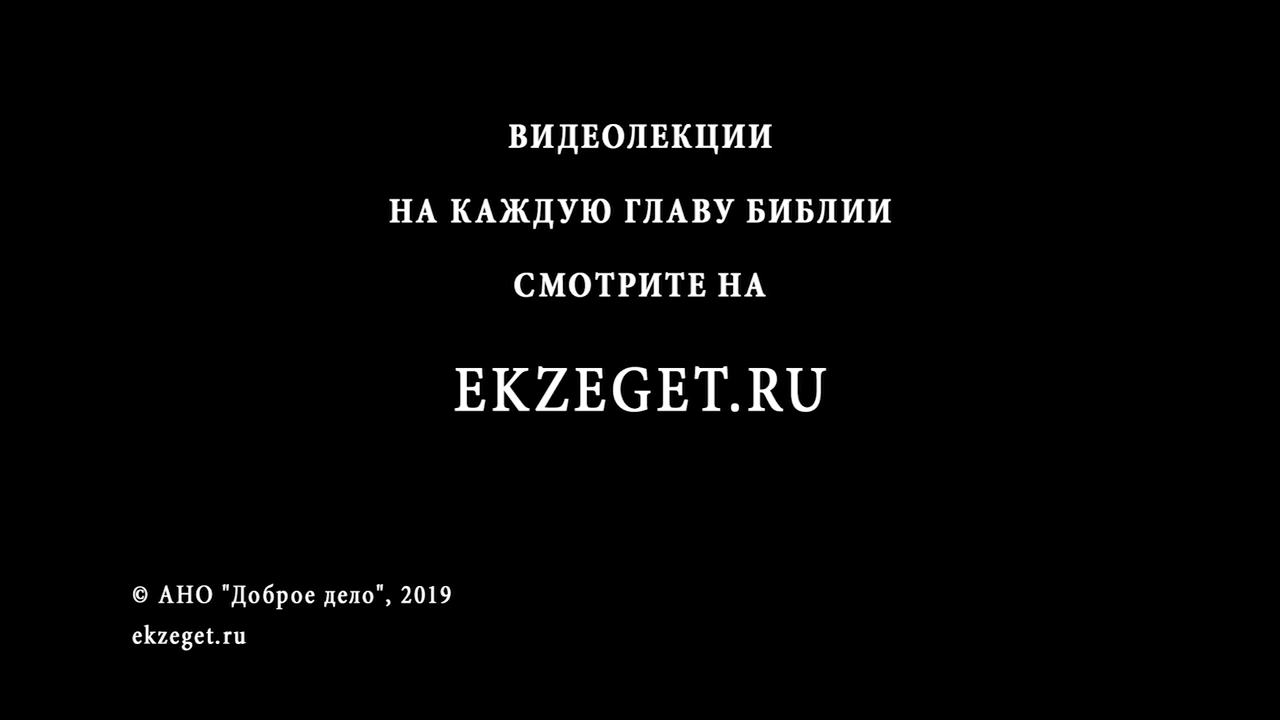 ВИДЕОЛЕКЦИИ
НА КАЖДУЮ ГЛАВУ БИБЛИИ
СМОТРИТЕ НА
EKZEGET.RU
© АНО "Доброе дело", 2019
ekzeget.ru